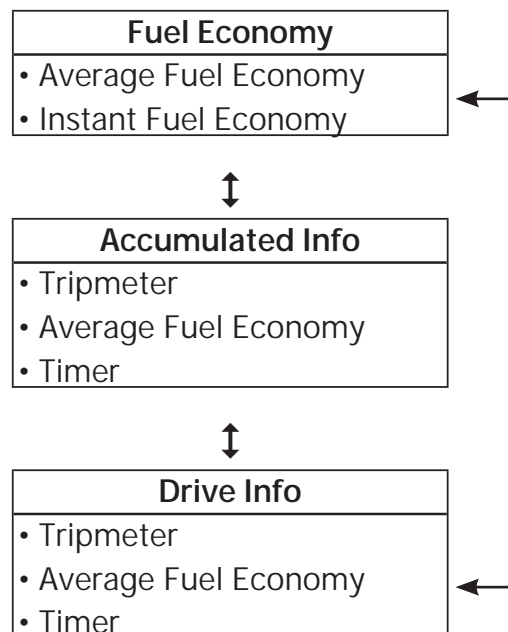 Fuel Economy
• Average Fuel Economy
• Instant Fuel Economy
Accumulated Info
• Tripmeter
• Average Fuel Economy
• Timer
Drive Info
• Tripmeter
• Average Fuel Economy
• Timer